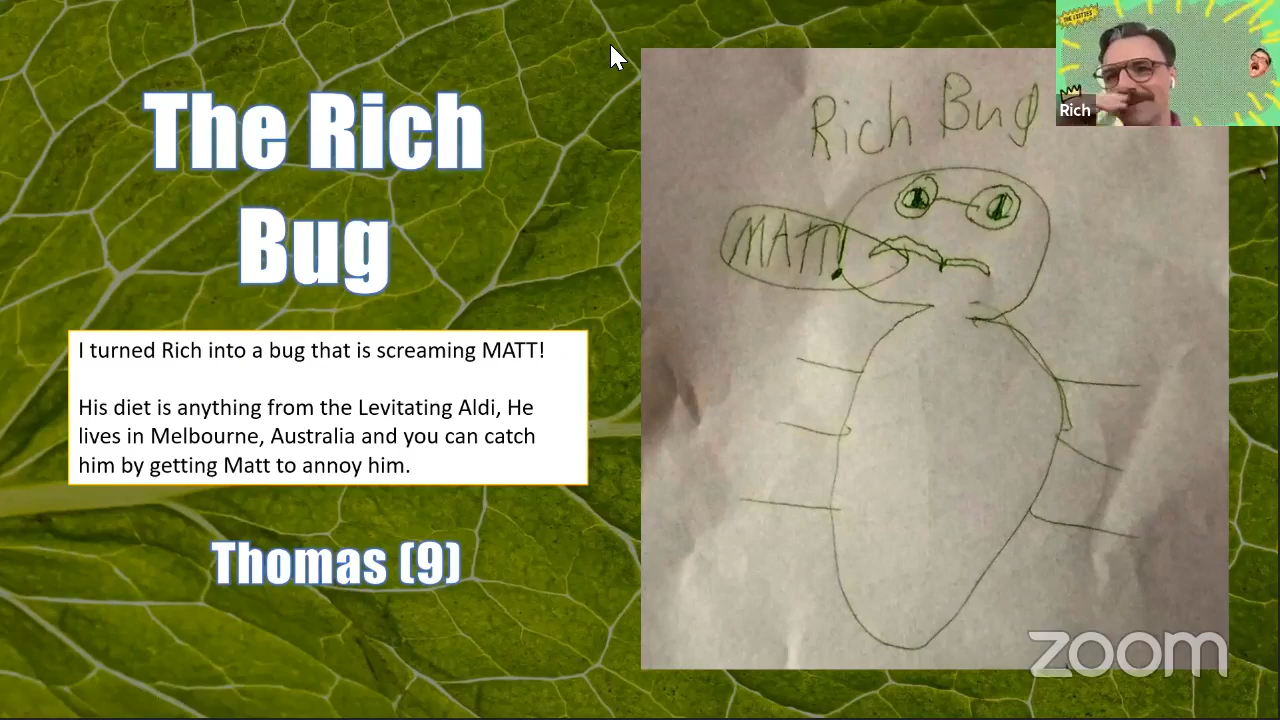 The Rich
Bug
I turned Rich into a bug that is screaming MATT!
His diet is anything from the Levitating Aldi, He
lives in Melbourne, Australia and you can catch
him by getting Matt to annoy him.
Thomas (9)
Rich Bug
MATT!
Rich
zoom